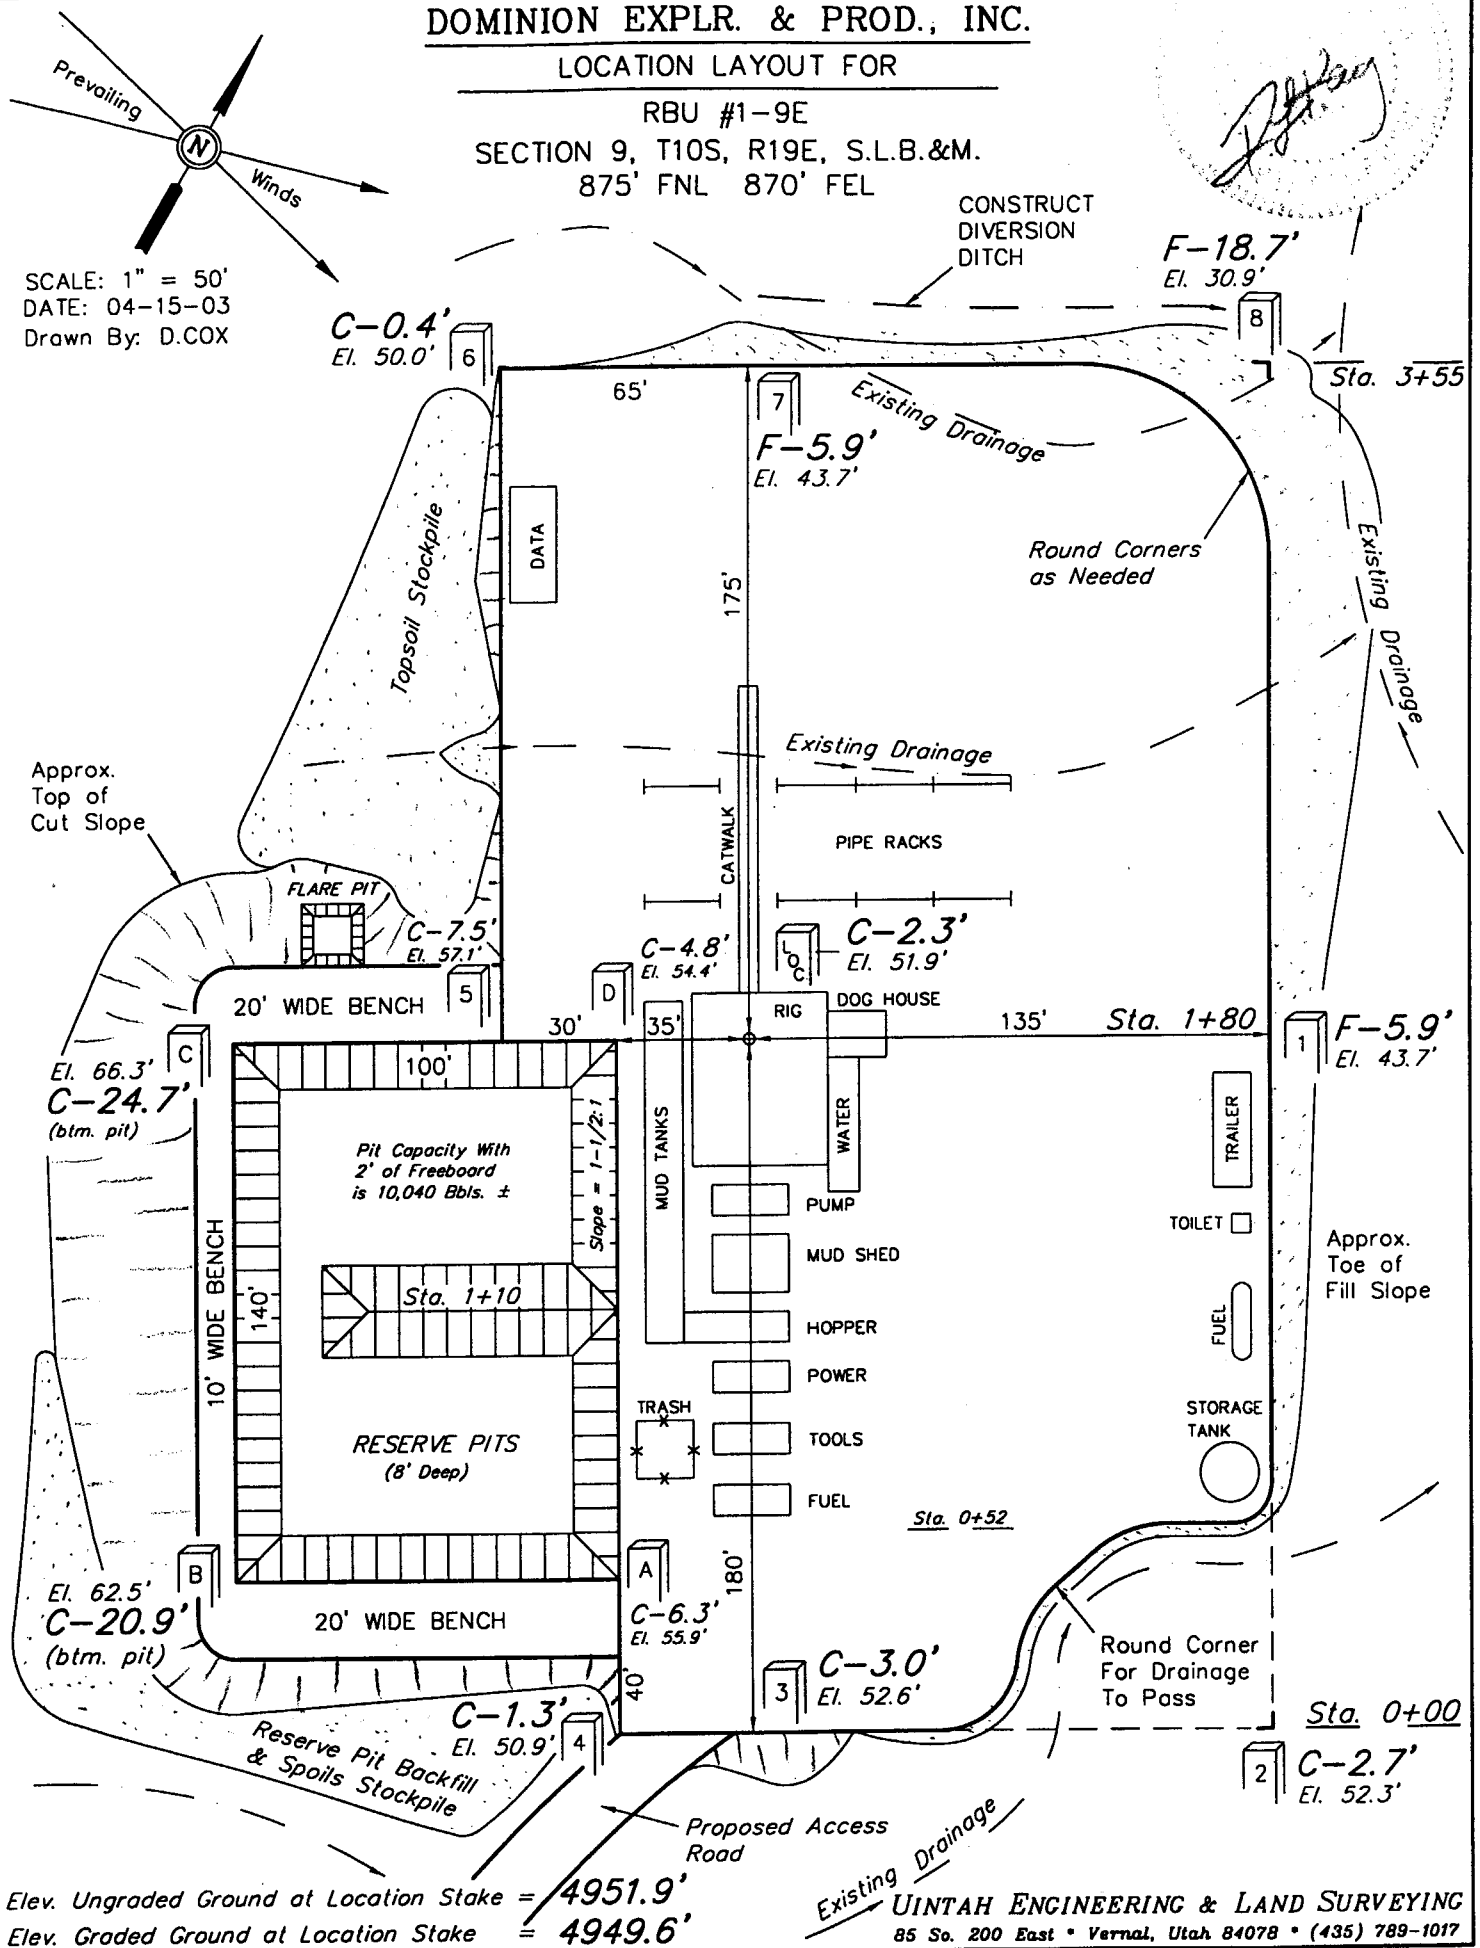 DOMINION EXPLR. & PROD., INC.
LOCATION LAYOUT FOR
RBU #1-9E
SECTION 9, T10S, R19E, S.L.B.&M.
875' FNL 870' FEL
Prevailing
N
Winds
SCALE: 1" = 50'
DATE: 04-15-03
Drawn By: D.COX
CONSTRUCT
DIVERSION
DITCH
F-18.7'
El. 30.9'
8
C-0.4'
El. 50.0'
6
Sta. 3+55
65'
7
F-5.9'
El. 43.7'
Existing Drainage
Topsoil Stockpile
DATA
175'
Round Corners
as Needed
Existing Drainage
Existing Drainage
Approx.
Top of
Cut Slope
CATWALK
PIPE RACKS
FLARE PIT
C-7.5'
El. 57.1'
5
C-4.8'
El. 54.4'
D
LOC
C-2.3'
El. 51.9'
20' WIDE BENCH
RIG
DOG HOUSE
30'
35'
135'
Sta. 1+80
1
F-5.9'
El. 43.7'
C
El. 66.3'
C-24.7'
(btm. pit)
100'
Pit Capacity With
2' of Freeboard
is 10,040 Bbls. ±
Slope = 1-1/2:1
MUD TANKS
WATER
TRAILER
PUMP
TOILET
MUD SHED
Approx.
Toe of
Fill Slope
10' WIDE BENCH
140'
Sta. 1+10
HOPPER
FUEL
POWER
TRASH
STORAGE
TANK
RESERVE PITS
(8' Deep)
TOOLS
FUEL
Sta. 0+52
B
El. 62.5'
C-20.9'
(btm. pit)
A
C-6.3'
El. 55.9'
180'
20' WIDE BENCH
Round Corner
For Drainage
To Pass
40'
3
C-3.0'
El. 52.6'
Sta. 0+00
C-1.3'
El. 50.9'
4
2
C-2.7'
El. 52.3'
Reserve Pit Backfill
& Spoils Stockpile
Proposed Access
Road
Existing Drainage
Elev. Ungraded Ground at Location Stake = 4951.9'
Elev. Graded Ground at Location Stake = 4949.6'
UINTAH ENGINEERING & LAND SURVEYING
85 So. 200 East * Vernal, Utah 84078 * (435) 789-1017